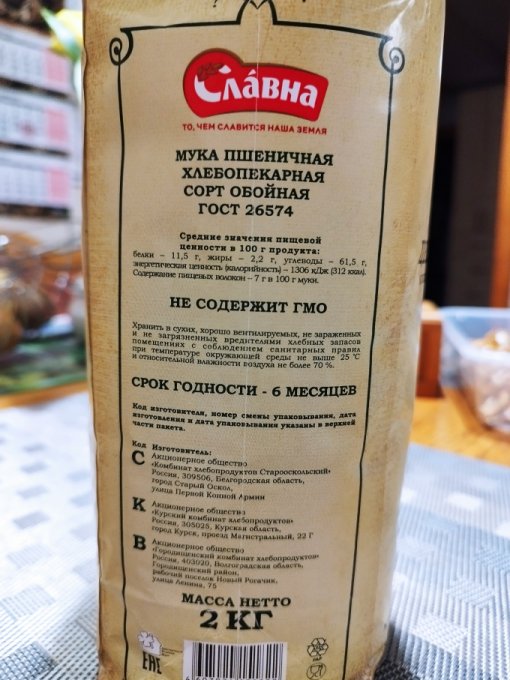 Славна
ТО, ЧЕМ СЛАВИТСЯ НАША ЗЕМЛЯ
МУКА ПШЕНИЧНАЯ
ХЛЕБОПЕКАРНАЯ
СОРТ ОБОЙНАЯ
ГОСТ 26574
Средние значения пищевой
ценности в 100 г продукта:
белки – 11,5 г, жиры – 2,2 г, углеводы – 61,5 г,
энергетическая ценность (калорийность) – 1306 кДж (312 ккал).
Содержание пищевых волокон – 7 г в 100 г муки.
НЕ СОДЕРЖИТ ГМО
Хранить в сухих, хорошо вентилируемых, не зараженных
и не загрязненных вредителями хлебных запасов
помещениях с соблюдением санитарных правил
при температуре окружающей среды не выше 25 °С
и относительной влажности воздуха не более 70 %.
СРОК ГОДНОСТИ - 6 МЕСЯЦЕВ
Код изготовителя, номер смены упаковывания, дата
изготовления и дата упаковывания указаны в верхней
части пакета.
Код Изготовитель:
С Акционерное общество
«Комбинат хлебопродуктов Старооскольский»
Россия, 309506, Белгородская область,
город Старый Оскол,
улица Первой Конной Армии
К Акционерное общество
«Курский комбинат хлебопродуктов»
Россия, 305025, Курская область,
город Курск, проезд Магистральный, 22 Г
В Акционерное общество
«Городищенский комбинат хлебопродуктов»
Россия, 403020, Волгоградская область,
Городищенский район,
рабочий поселок Новый Рогачик,
улица Ленина, 75
МАССА НЕТТО
2 КГ
ЕАС